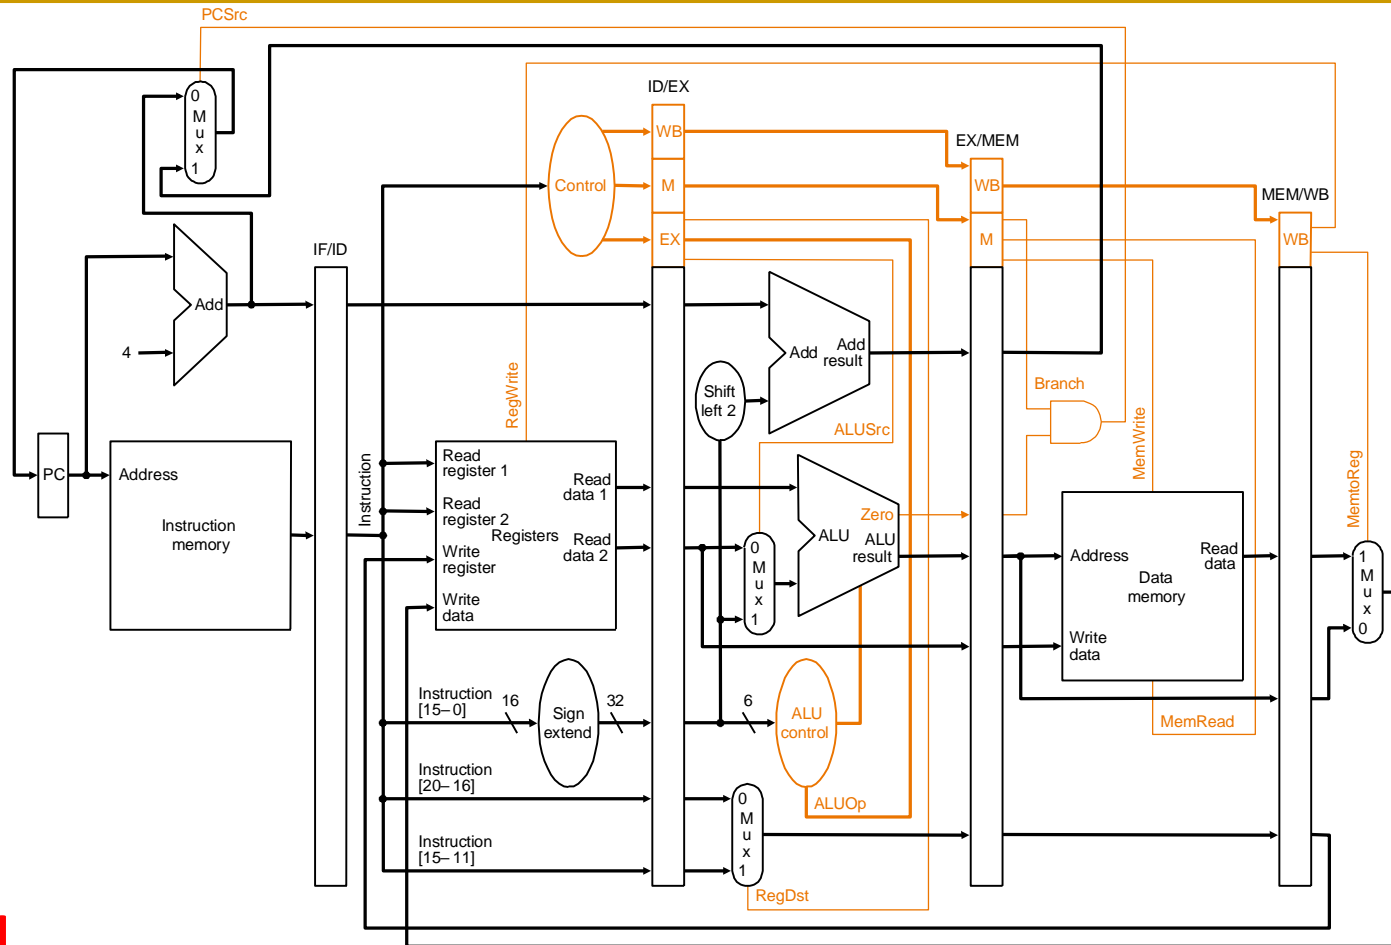 PCSrc
0
M
u
x
1
ID/EX
WB
EX/MEM
Control
M
WB
MEM/WB
IF/ID
EX
M
WB
Add
4
Add
Add
result
Shift
left 2
Branch
RegWrite
ALUSrc
MemWrite
MemtoReg
PC
Address
Instruction
memory
Instruction
Read
register 1
Read
register 2
Write
register
Write
data
Registers
Read
data 1
Read
data 2
0
M
u
x
1
Zero
ALU
ALU
result
Address
Read
data
Data
memory
Write
data
1
M
u
x
0
Instruction
[15–0]
16
Sign
extend
32
6
ALU
control
MemRead
Instruction
[20–16]
0
M
u
x
1
ALUOp
Instruction
[15–11]
RegDst